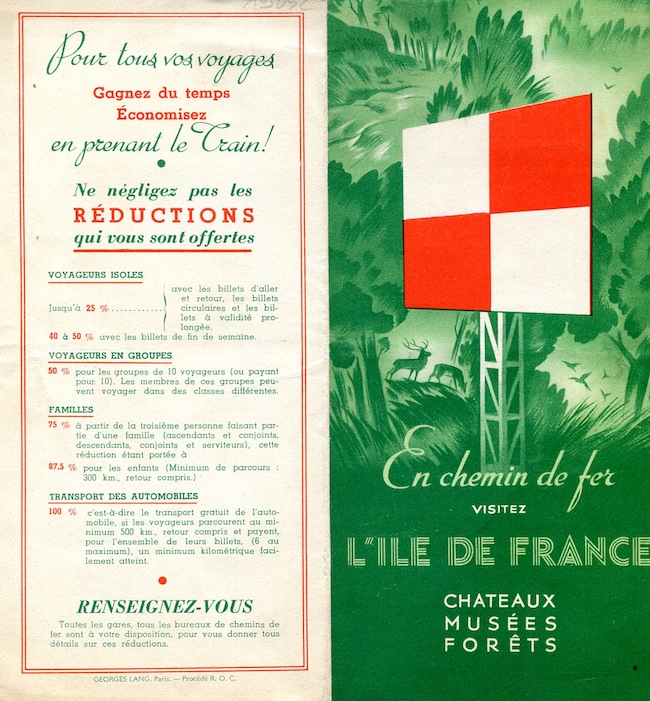 Pour tous vos voyages
Gagnez du temps
Économisez
en prenant le Train!
Ne négligez pas les
RÉDUCTIONS
qui vous sont offertes
VOYAGEURS ISOLES
Jusqu'à 25 % ............
avec les billets d'aller
et retour, les billets
circulaires et les bil-
lets à validité pro-
longée.
40 à 50 % avec les billets de fin de semaine.
VOYAGEURS EN GROUPES
50 % pour les groupes de 10 voyageurs (ou payant
pour 10). Les membres de ces groupes peu-
vent voyager dans des classes différentes.
FAMILLES
75 % à partir de la troisième personne faisant par-
tie d'une famille (ascendants et conjoints,
descendants, conjoints et serviteurs), cette
réduction étant portée à
87,5 % pour les enfants (Minimum de parcours :
300 km., retour compris.)
TRANSPORT DES AUTOMOBILES
100 % c'est-à-dire le transport gratuit de l'auto-
mobile, si les voyageurs parcourent au mi-
nimum 500 km., retour compris et payent,
pour l'ensemble de leurs billets, (6 au
maximum), un minimum kilométrique faci-
lement atteint.
RENSEIGNEZ-VOUS
Toutes les gares, tous les bureaux de chemins de
fer sont à votre disposition, pour vous donner tous
détails sur ces réductions.
GEORGES LANG, Paris. — Procédé R. O. C.
En chemin de fer
VISITEZ
L'ILE DE FRANCE
CHATEAUX
MUSÉES
FORÊTS